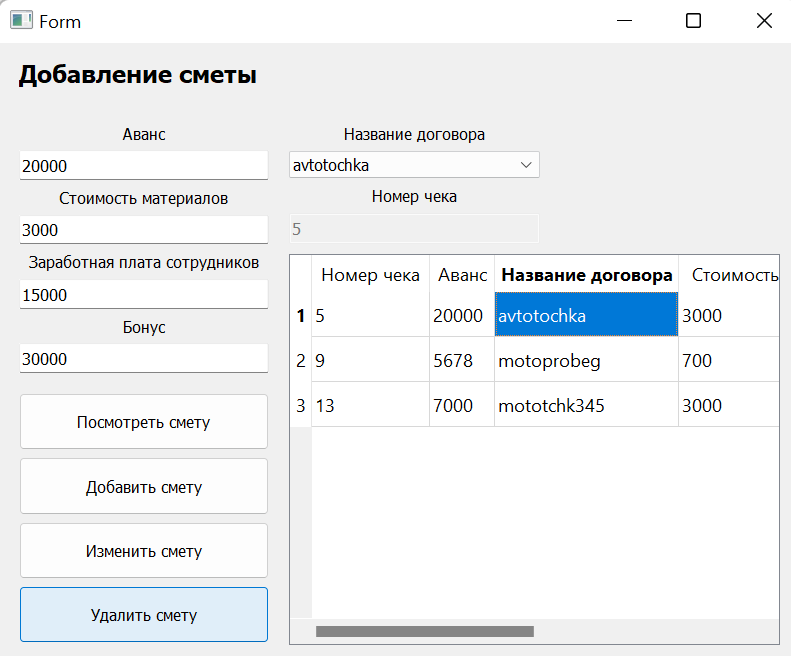 Form
Добавление сметы
Аванс
20000
Стоимость материалов
3000
Заработная плата сотрудников
15000
Бонус
30000
Посмотреть смету
Добавить смету
Изменить смету
Удалить смету
Название договора
avtotochka
Номер чека
5
Номер чека Аванс Название договора Стоимость
1 5 20000 avtotochka 3000
2 9 5678 motoprobeg 700
3 13 7000 mototchk345 3000